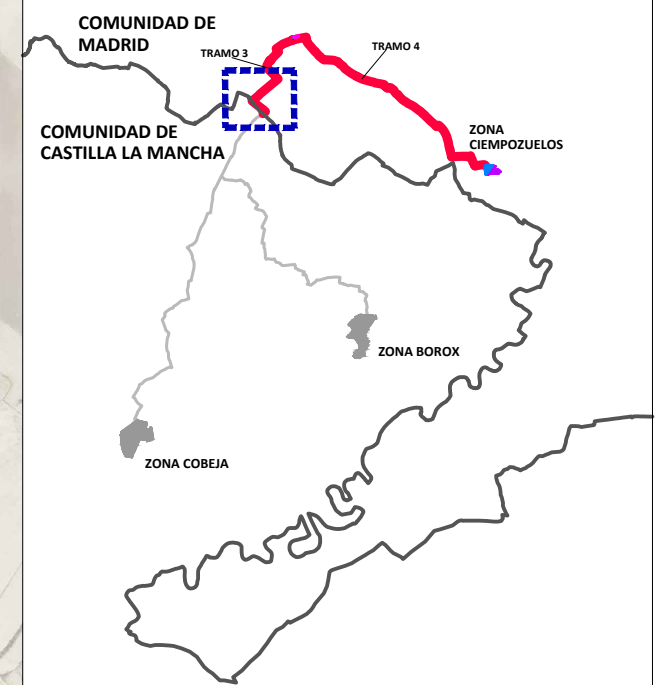 COMUNIDAD DE
MADRID
TRAMO 3
TRAMO 4
COMUNIDAD DE
CASTILLA LA MANCHA
ZONA
CIEMPOZUELOS
ZONA BOROX
ZONA COBEJA